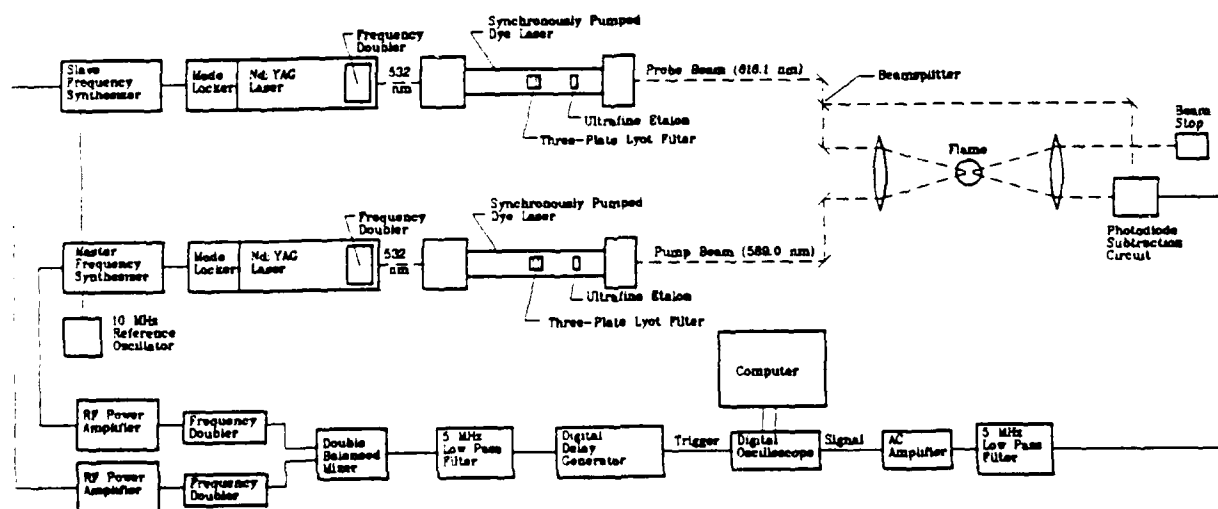 Slave
Frequency
Synthesizer
Mode
Locker
Nd: YAG
Laser
Frequency
Doubler
532
nm
Synchronously Pumped
Dye Laser
Ultrafine Etalon
Three-Plate Lyot Filter
Probe Beam (818.1 nm)
Beamsplitter
Beam
Stop
Flame
Photodiode
Subtraction
Circuit
Master
Frequency
Synthesizer
Mode
Locker
Nd: YAG
Laser
Frequency
Doubler
532
nm
Synchronously Pumped
Dye Laser
Ultrafine Etalon
Three-Plate Lyot Filter
Pump Beam (589.0 nm)
10 MHz
Reference
Oscillator
RF Power
Amplifier
Frequency
Doubler
RF Power
Amplifier
Frequency
Doubler
Double
Balanced
Mixer
5 MHz
Low Pass
Filter
Digital
Delay
Generator
Trigger
Computer
Digital
Oscilloscope
Signal
AC
Amplifier
5 MHz
Low Pass
Filter